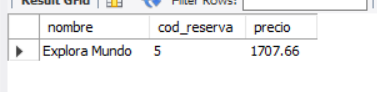 Result Grid Filter Rows:
nombre cod_reserva precio
Explora Mundo 5 1707.66